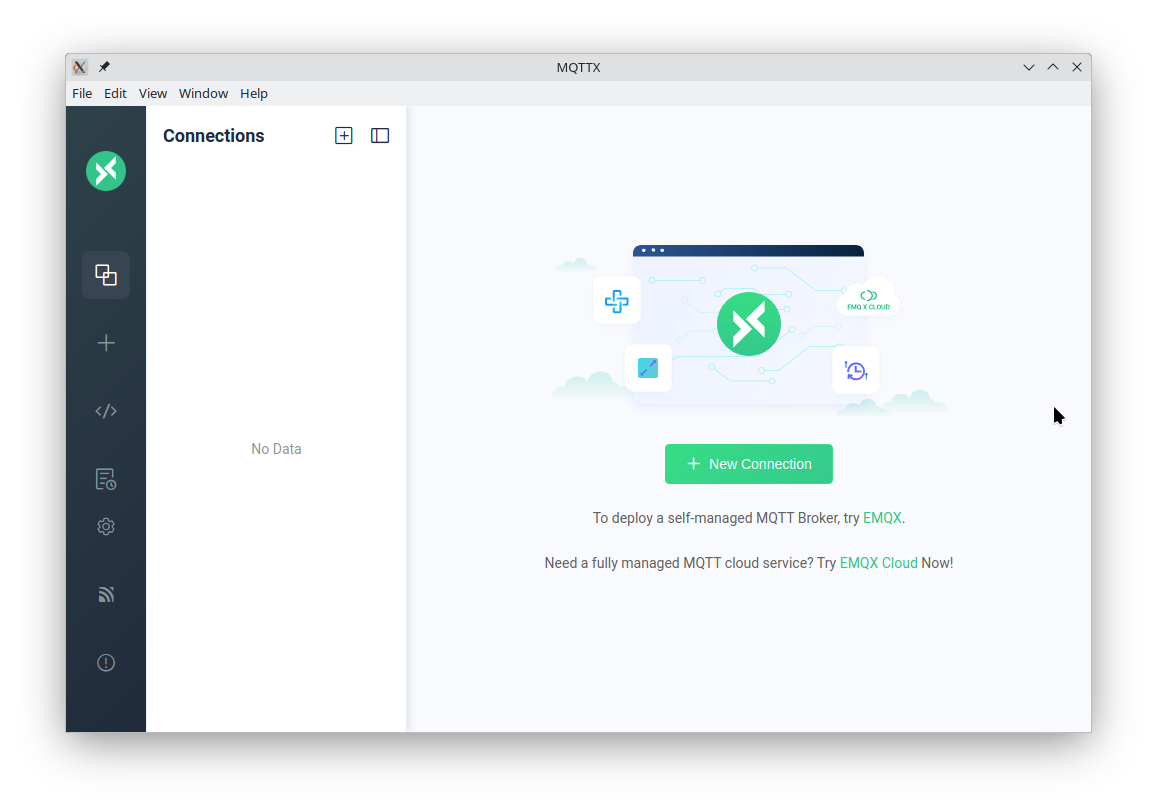 MQTTX
File Edit View Window Help
Connections
No Data
EMQ X CLOUD
New Connection
To deploy a self-managed MQTT Broker, try EMQX.
Need a fully managed MQTT cloud service? Try EMQX Cloud Now!